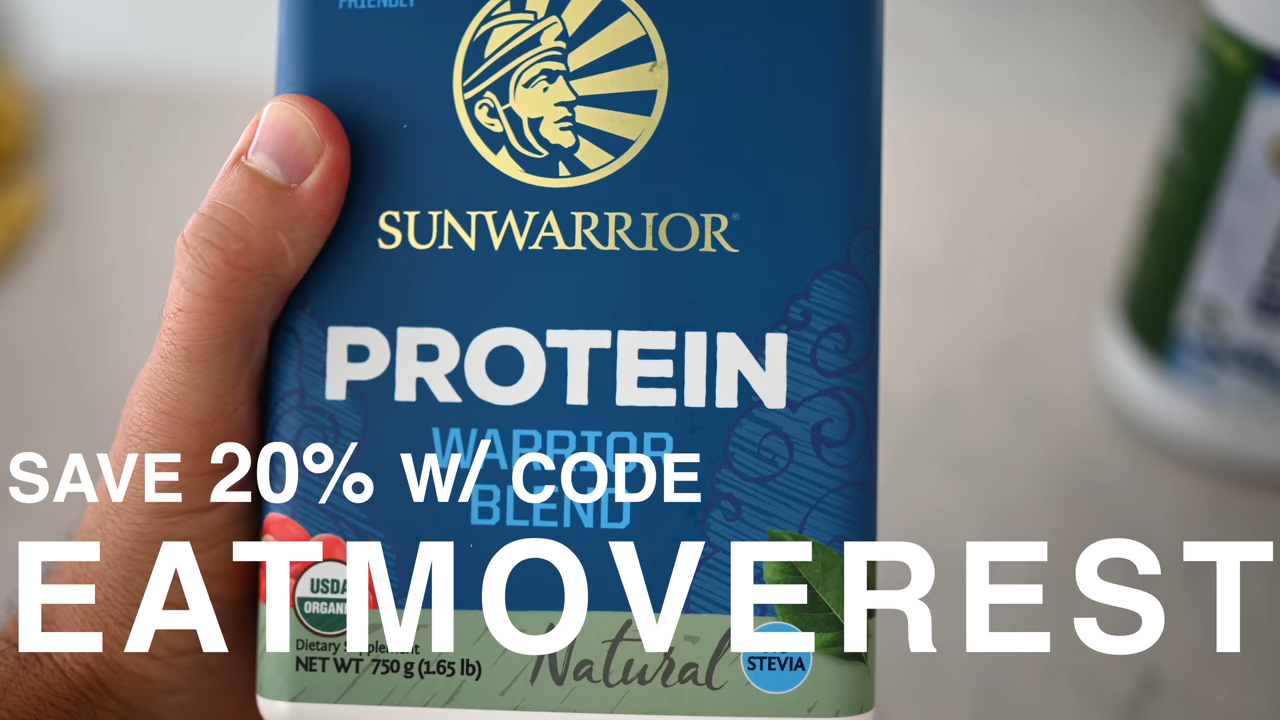 FRIENDLY
SUNWARRIOR®
PROTEIN
WARRIOR
BLEND
SAVE 20% W/ CODE
EATMOVEREST
USDA
ORGANIC
Dietary Supplement
NET WT 750 g (1.65 lb)
Natural
NO
STEVIA